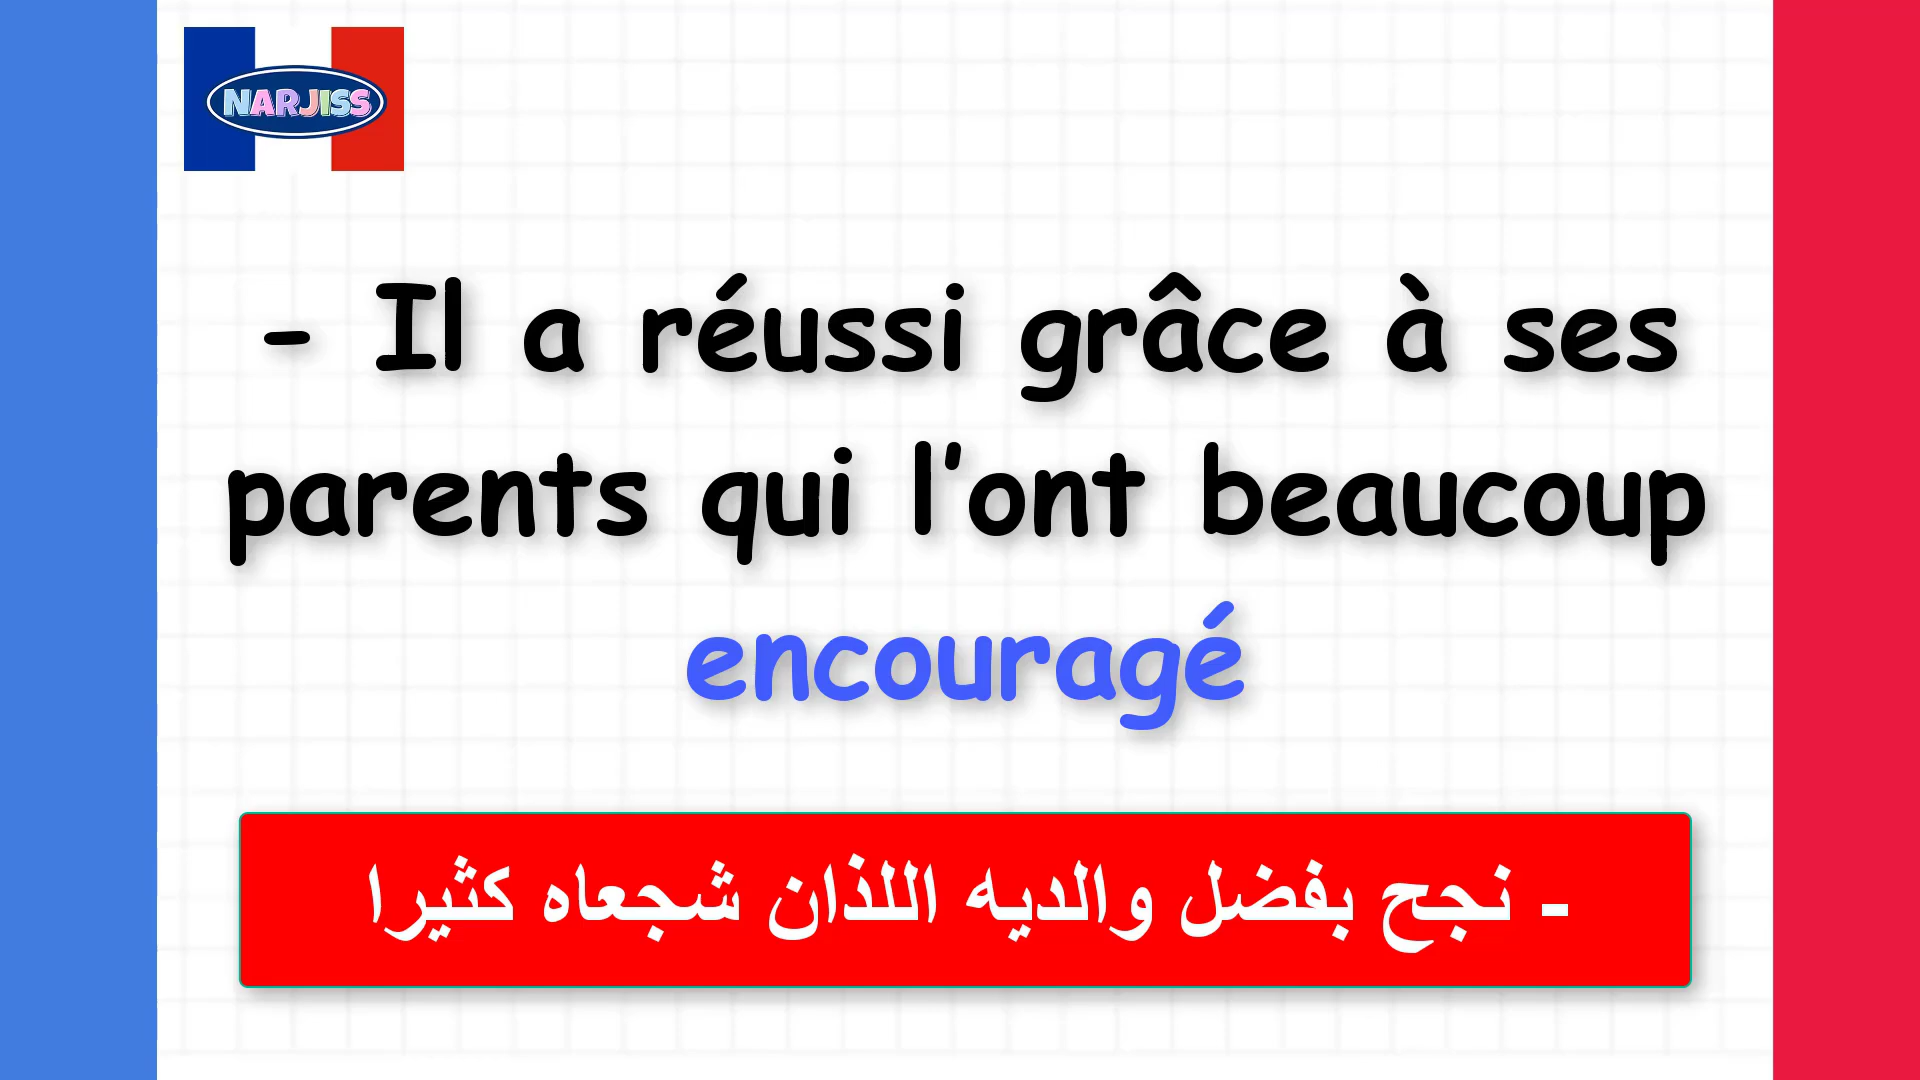 NARJISS
- Il a réussi grâce à ses
parents qui l’ont beaucoup
encouragé
- نجح بفضل والديه اللذان شجعاه كثيرا